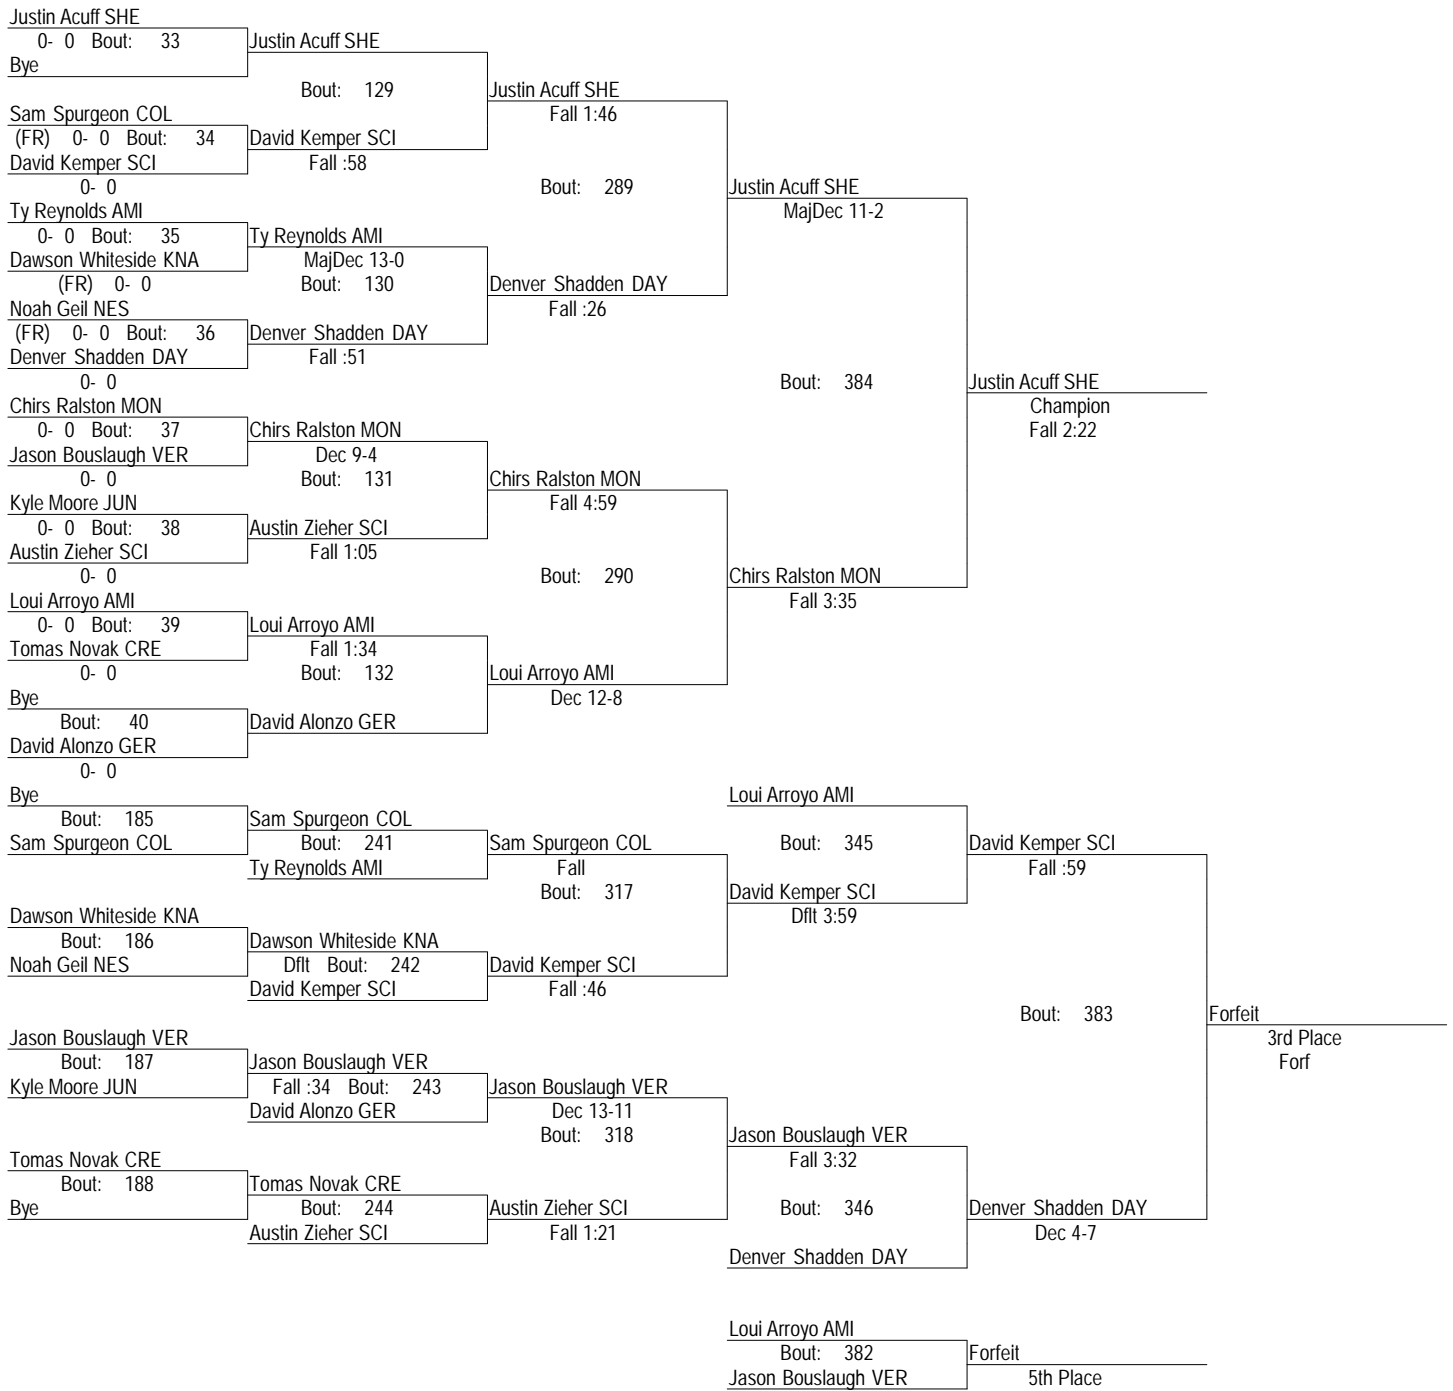 Justin Acuff SHE
0- 0 Bout: 33 Justin Acuff SHE
Bye
Bout: 129 Justin Acuff SHE
Sam Spurgeon COL Fall 1:46
(FR) 0- 0 Bout: 34 David Kemper SCI
David Kemper SCI Fall :58
0- 0 Bout: 289 Justin Acuff SHE
Ty Reynolds AMI MajDec 11-2
0- 0 Bout: 35 Ty Reynolds AMI
Dawson Whiteside KNA MajDec 13-0
(FR) 0- 0 Bout: 130 Denver Shadden DAY
Noah Geil NES Fall :26
(FR) 0- 0 Bout: 36 Denver Shadden DAY
Denver Shadden DAY Fall :51
0- 0 Bout: 384 Justin Acuff SHE
Chirs Ralston MON Champion
0- 0 Bout: 37 Chirs Ralston MON Fall 2:22
Jason Bouslaugh VER Dec 9-4
0- 0 Bout: 131 Chirs Ralston MON
Kyle Moore JUN Fall 4:59
0- 0 Bout: 38 Austin Zieher SCI
Austin Zieher SCI Fall 1:05
0- 0 Bout: 290 Chirs Ralston MON
Loui Arroyo AMI Fall 3:35
0- 0 Bout: 39 Loui Arroyo AMI
Tomas Novak CRE Fall 1:34
0- 0 Bout: 132 Loui Arroyo AMI
Bye Dec 12-8
Bout: 40 David Alonzo GER
David Alonzo GER
0- 0
Bye Loui Arroyo AMI
Bout: 185 Sam Spurgeon COL
Sam Spurgeon COL Bout: 241 Sam Spurgeon COL Bout: 345 David Kemper SCI
Ty Reynolds AMI Fall Fall :59
Bout: 317 David Kemper SCI
Dawson Whiteside KNA Dflt 3:59
Bout: 186 Dawson Whiteside KNA
Noah Geil NES Dflt Bout: 242 David Kemper SCI
David Kemper SCI Fall :46
Bout: 383 Forfeit
Jason Bouslaugh VER 3rd Place
Bout: 187 Jason Bouslaugh VER Forf
Kyle Moore JUN Fall :34 Bout: 243 Jason Bouslaugh VER
David Alonzo GER Dec 13-11
Bout: 318 Jason Bouslaugh VER
Tomas Novak CRE Fall 3:32
Bout: 188 Tomas Novak CRE
Bye Bout: 244 Austin Zieher SCI Bout: 346 Denver Shadden DAY
Austin Zieher SCI Fall 1:21 Dec 4-7
Denver Shadden DAY
Loui Arroyo AMI
Bout: 382 Forfeit
Jason Bouslaugh VER 5th Place